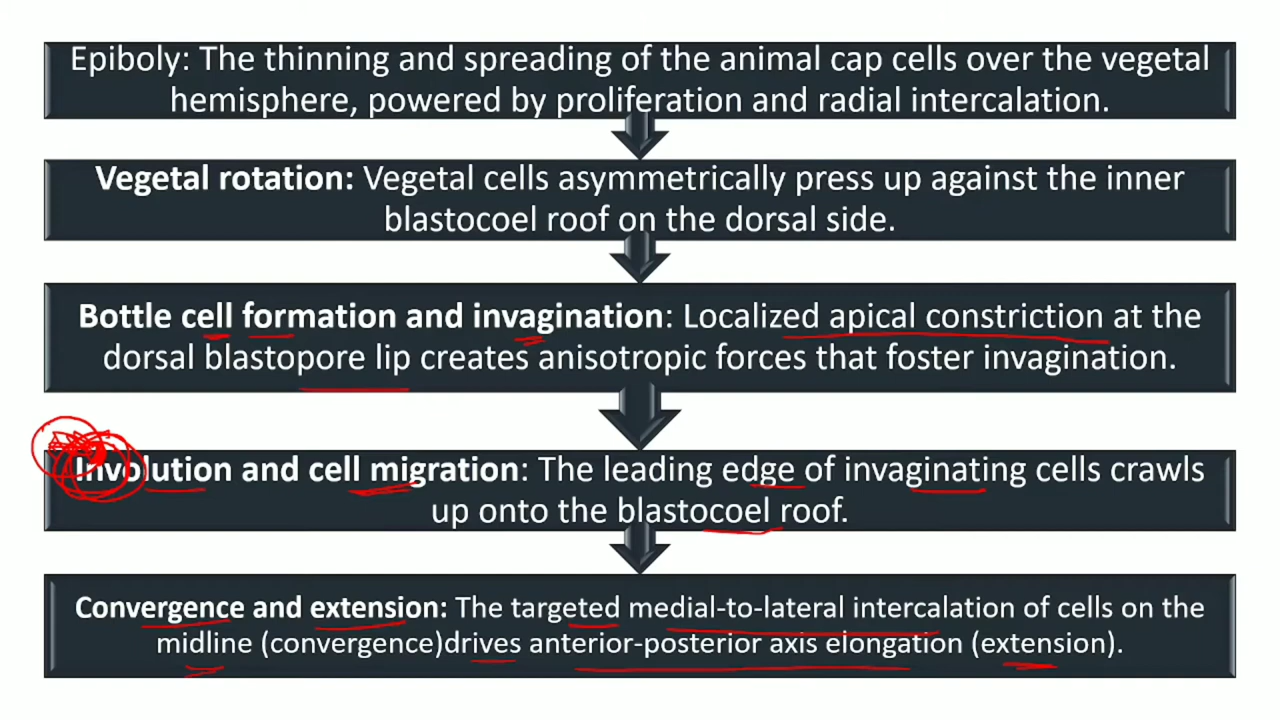 Epiboly: The thinning and spreading of the animal cap cells over the vegetal
hemisphere, powered by proliferation and radial intercalation.
Vegetal rotation: Vegetal cells asymmetrically press up against the inner
blastocoel roof on the dorsal side.
Bottle cell formation and invagination: Localized apical constriction at the
dorsal blastopore lip creates anisotropic forces that foster invagination.
Involution and cell migration: The leading edge of invaginating cells crawls
up onto the blastocoel roof.
Convergence and extension: The targeted medial-to-lateral intercalation of cells on the
midline (convergence)drives anterior-posterior axis elongation (extension).